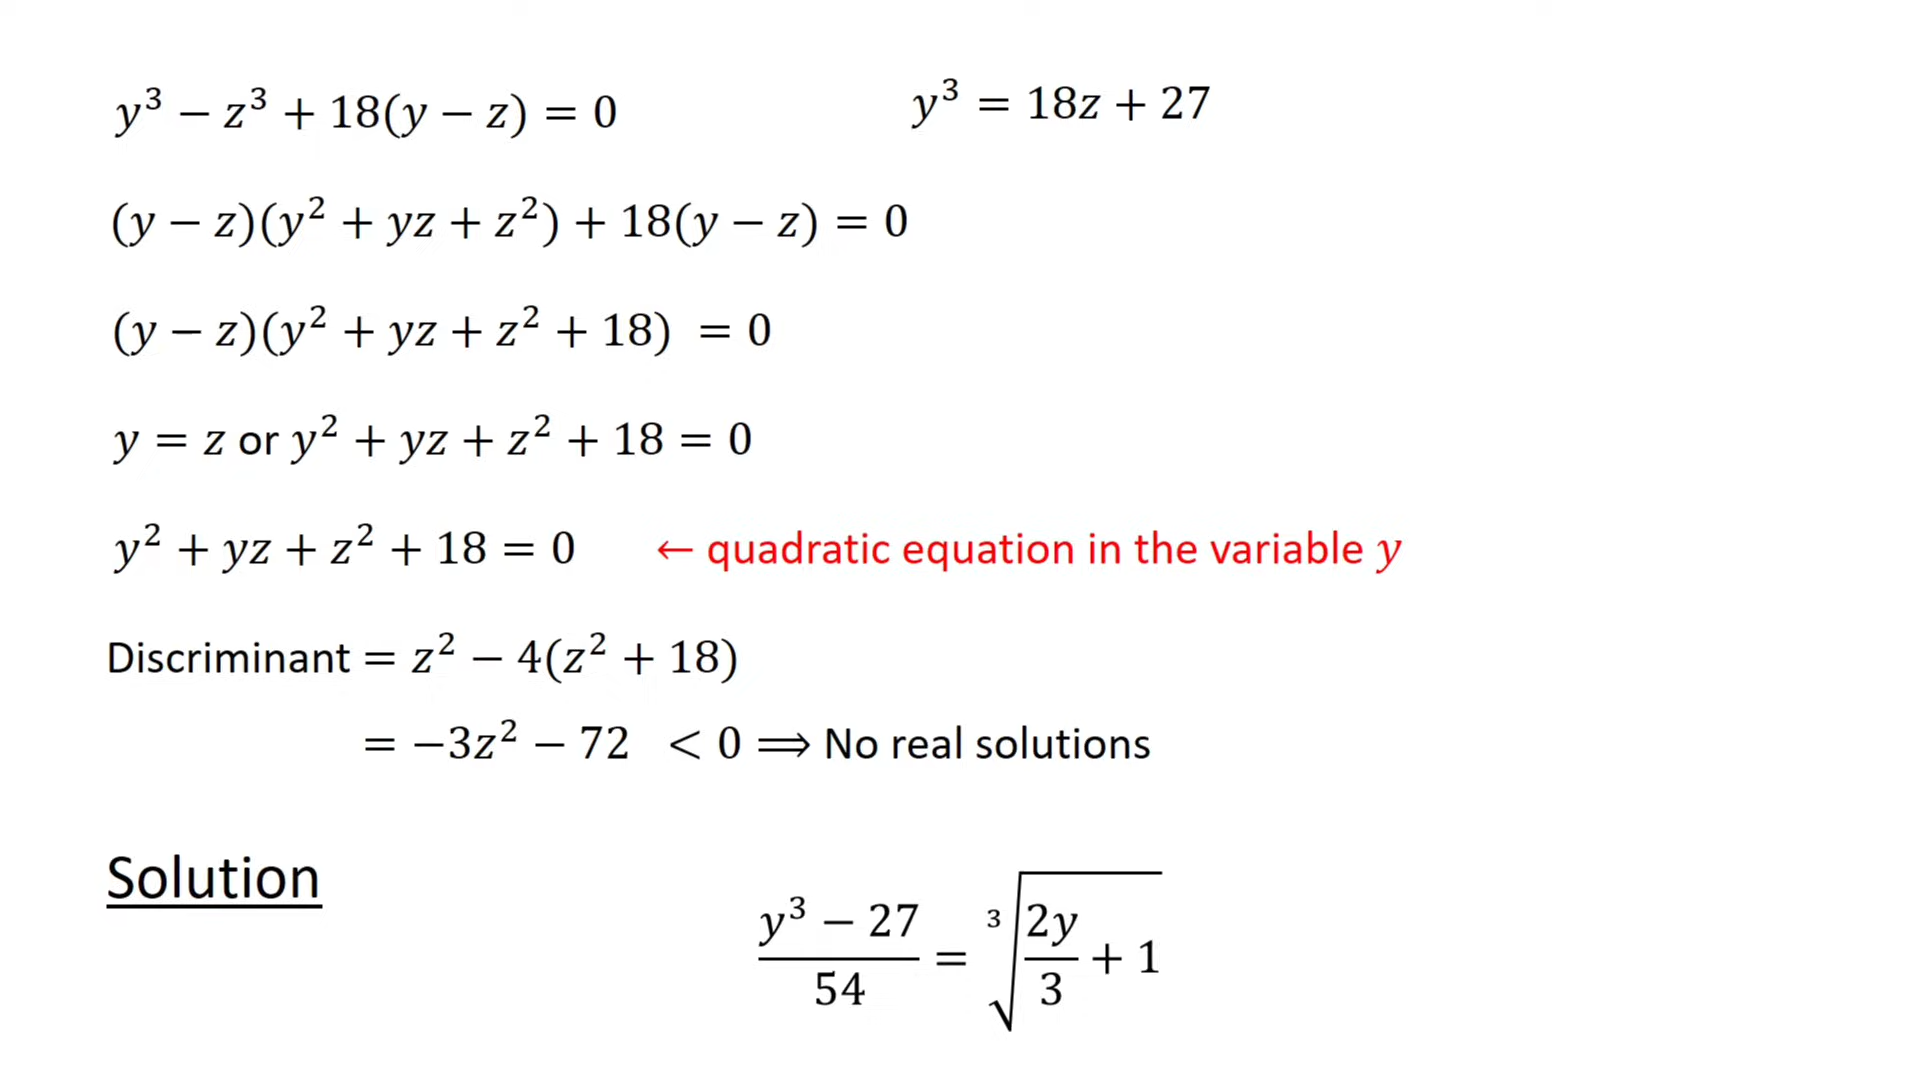 y³ − z³ + 18(y − z) = 0
y³ = 18z + 27
(y − z)(y² + yz + z²) + 18(y − z) = 0
(y − z)(y² + yz + z² + 18) = 0
y = z or y² + yz + z² + 18 = 0
y² + yz + z² + 18 = 0 ← quadratic equation in the variable y
Discriminant = z² − 4(z² + 18)
= −3z² − 72 < 0 ⟹ No real solutions
Solution
(y³ − 27)/54 = ∛(2y/3 + 1)